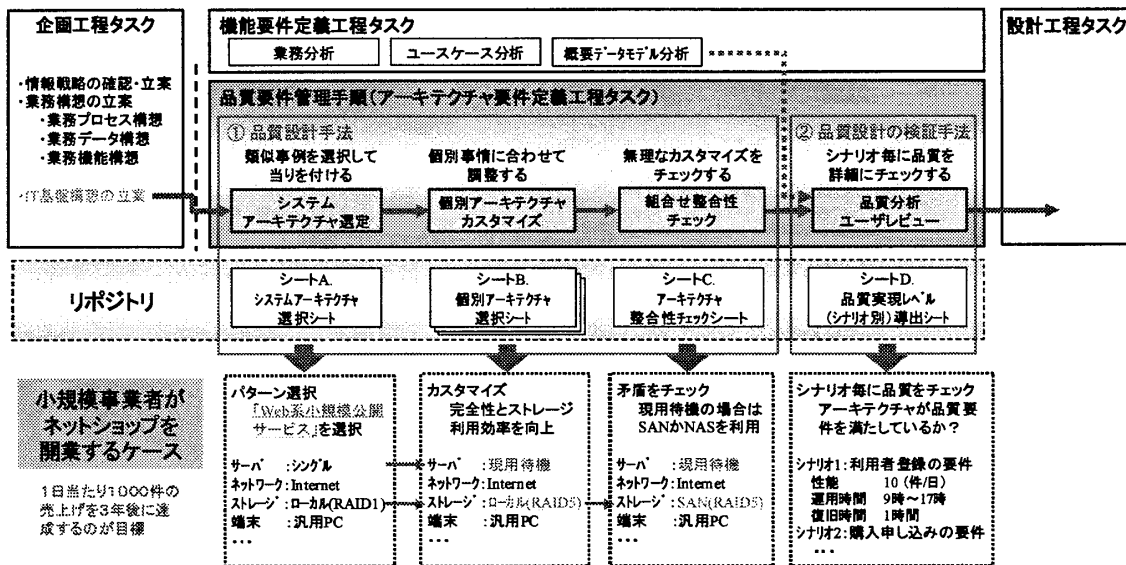 企画工程タスク
・情報戦略の確認・立案
・業務構想の立案
・業務プロセス構想
・業務データ構想
・業務機能構想
・IT基盤構想の立案
機能要件定義工程タスク
業務分析
ユースケース分析
概要データモデル分析
設計工程タスク
品質要件管理手順(アーキテクチャ要件定義工程タスク)
① 品質設計手法
類似事例を選択して
当りを付ける
システム
アーキテクチャ選定
個別事情に合わせて
調整する
個別アーキテクチャ
カスタマイズ
無理なカスタマイズを
チェックする
組合せ整合性
チェック
② 品質設計の検証手法
シナリオ毎に品質を
詳細にチェックする
品質分析
ユーザレビュー
リポジトリ
シートA.
システムアーキテクチャ
選択シート
シートB.
個別アーキテクチャ
選択シート
シートC.
アーキテクチャ
整合性チェックシート
シートD.
品質実現レベル
(シナリオ別)導出シート
小規模事業者が
ネットショップを
開業するケース
1日当たり1000件の
売上げを3年後に達
成するのが目標
パターン選択
「Web系小規模公開
サービス」を選択
サーバ :シングル
ネットワーク:Internet
ストレージ:ローカル(RAID1)
端末 :汎用PC
・・・
カスタマイズ
完全性とストレージ
利用効率を向上
サーバ :現用待機
ネットワーク:Internet
ストレージ:ローカル(RAID5)
端末 :汎用PC
・・・
矛盾をチェック
現用待機の場合は
SANかNASを利用
サーバ :現用待機
ネットワーク:Internet
ストレージ:SAN(RAID5)
端末 :汎用PC
・・・
シナリオ毎に品質をチェック
アーキテクチャが品質要
件を満たしているか?
シナリオ1:利用者登録の要件
性能 10(件/日)
運用時間 9時~17時
復旧時間 1時間
シナリオ2:購入申し込みの要件
・・・